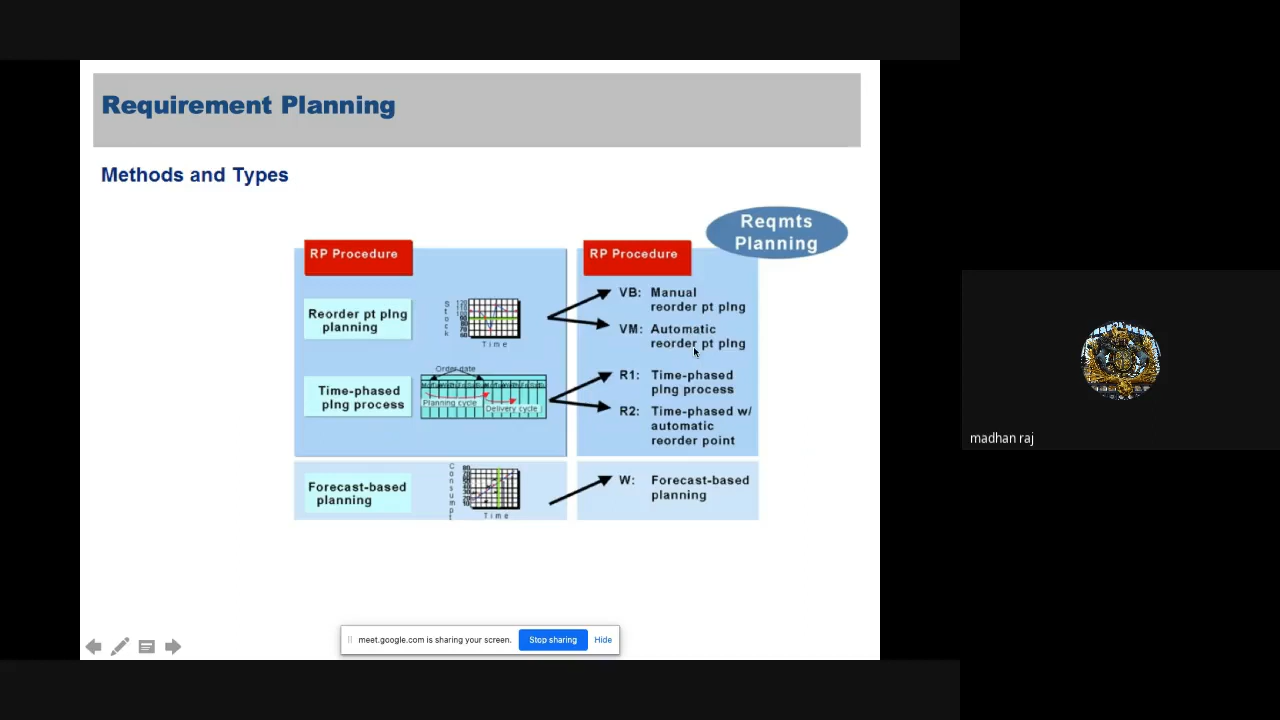 Requirement Planning
Methods and Types
Reqmts
Planning
RP Procedure
RP Procedure
Reorder pt plng
planning
Stock
Time
VB: Manual
reorder pt plng
VM: Automatic
reorder pt plng
Time-phased
plng process
Order date
Planning cycle
Delivery cycle
R1: Time-phased
plng process
R2: Time-phased w/
automatic
reorder point
Forecast-based
planning
Consumpt
Time
W: Forecast-based
planning
meet.google.com is sharing your screen.
Stop sharing
Hide
madhan raj